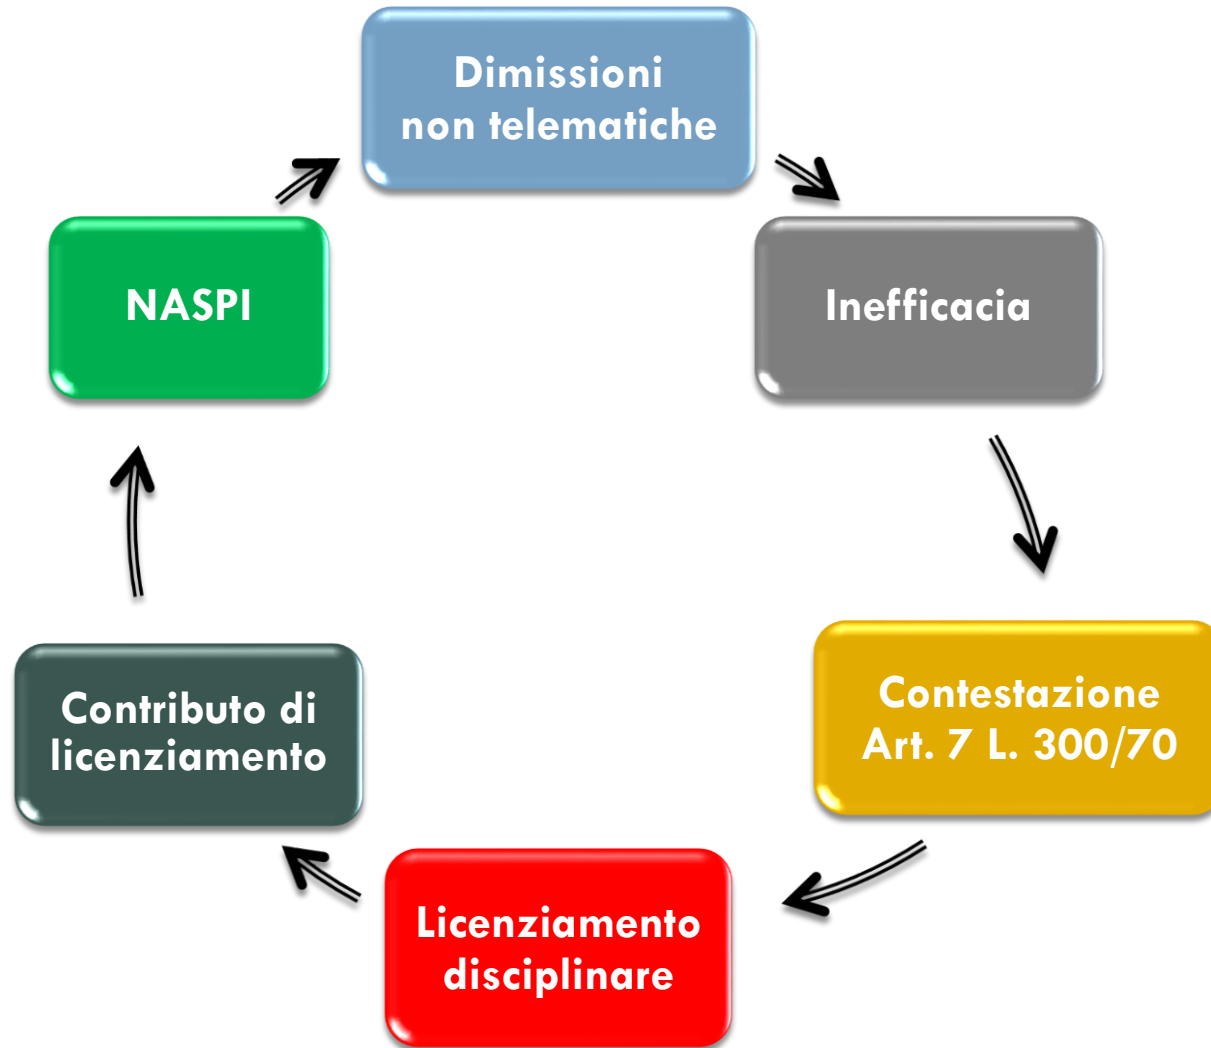 Dimissioni
non telematiche
Inefficacia
Contestazione
Art. 7 L. 300/70
Licenziamento
disciplinare
Contributo di
licenziamento
NASPI